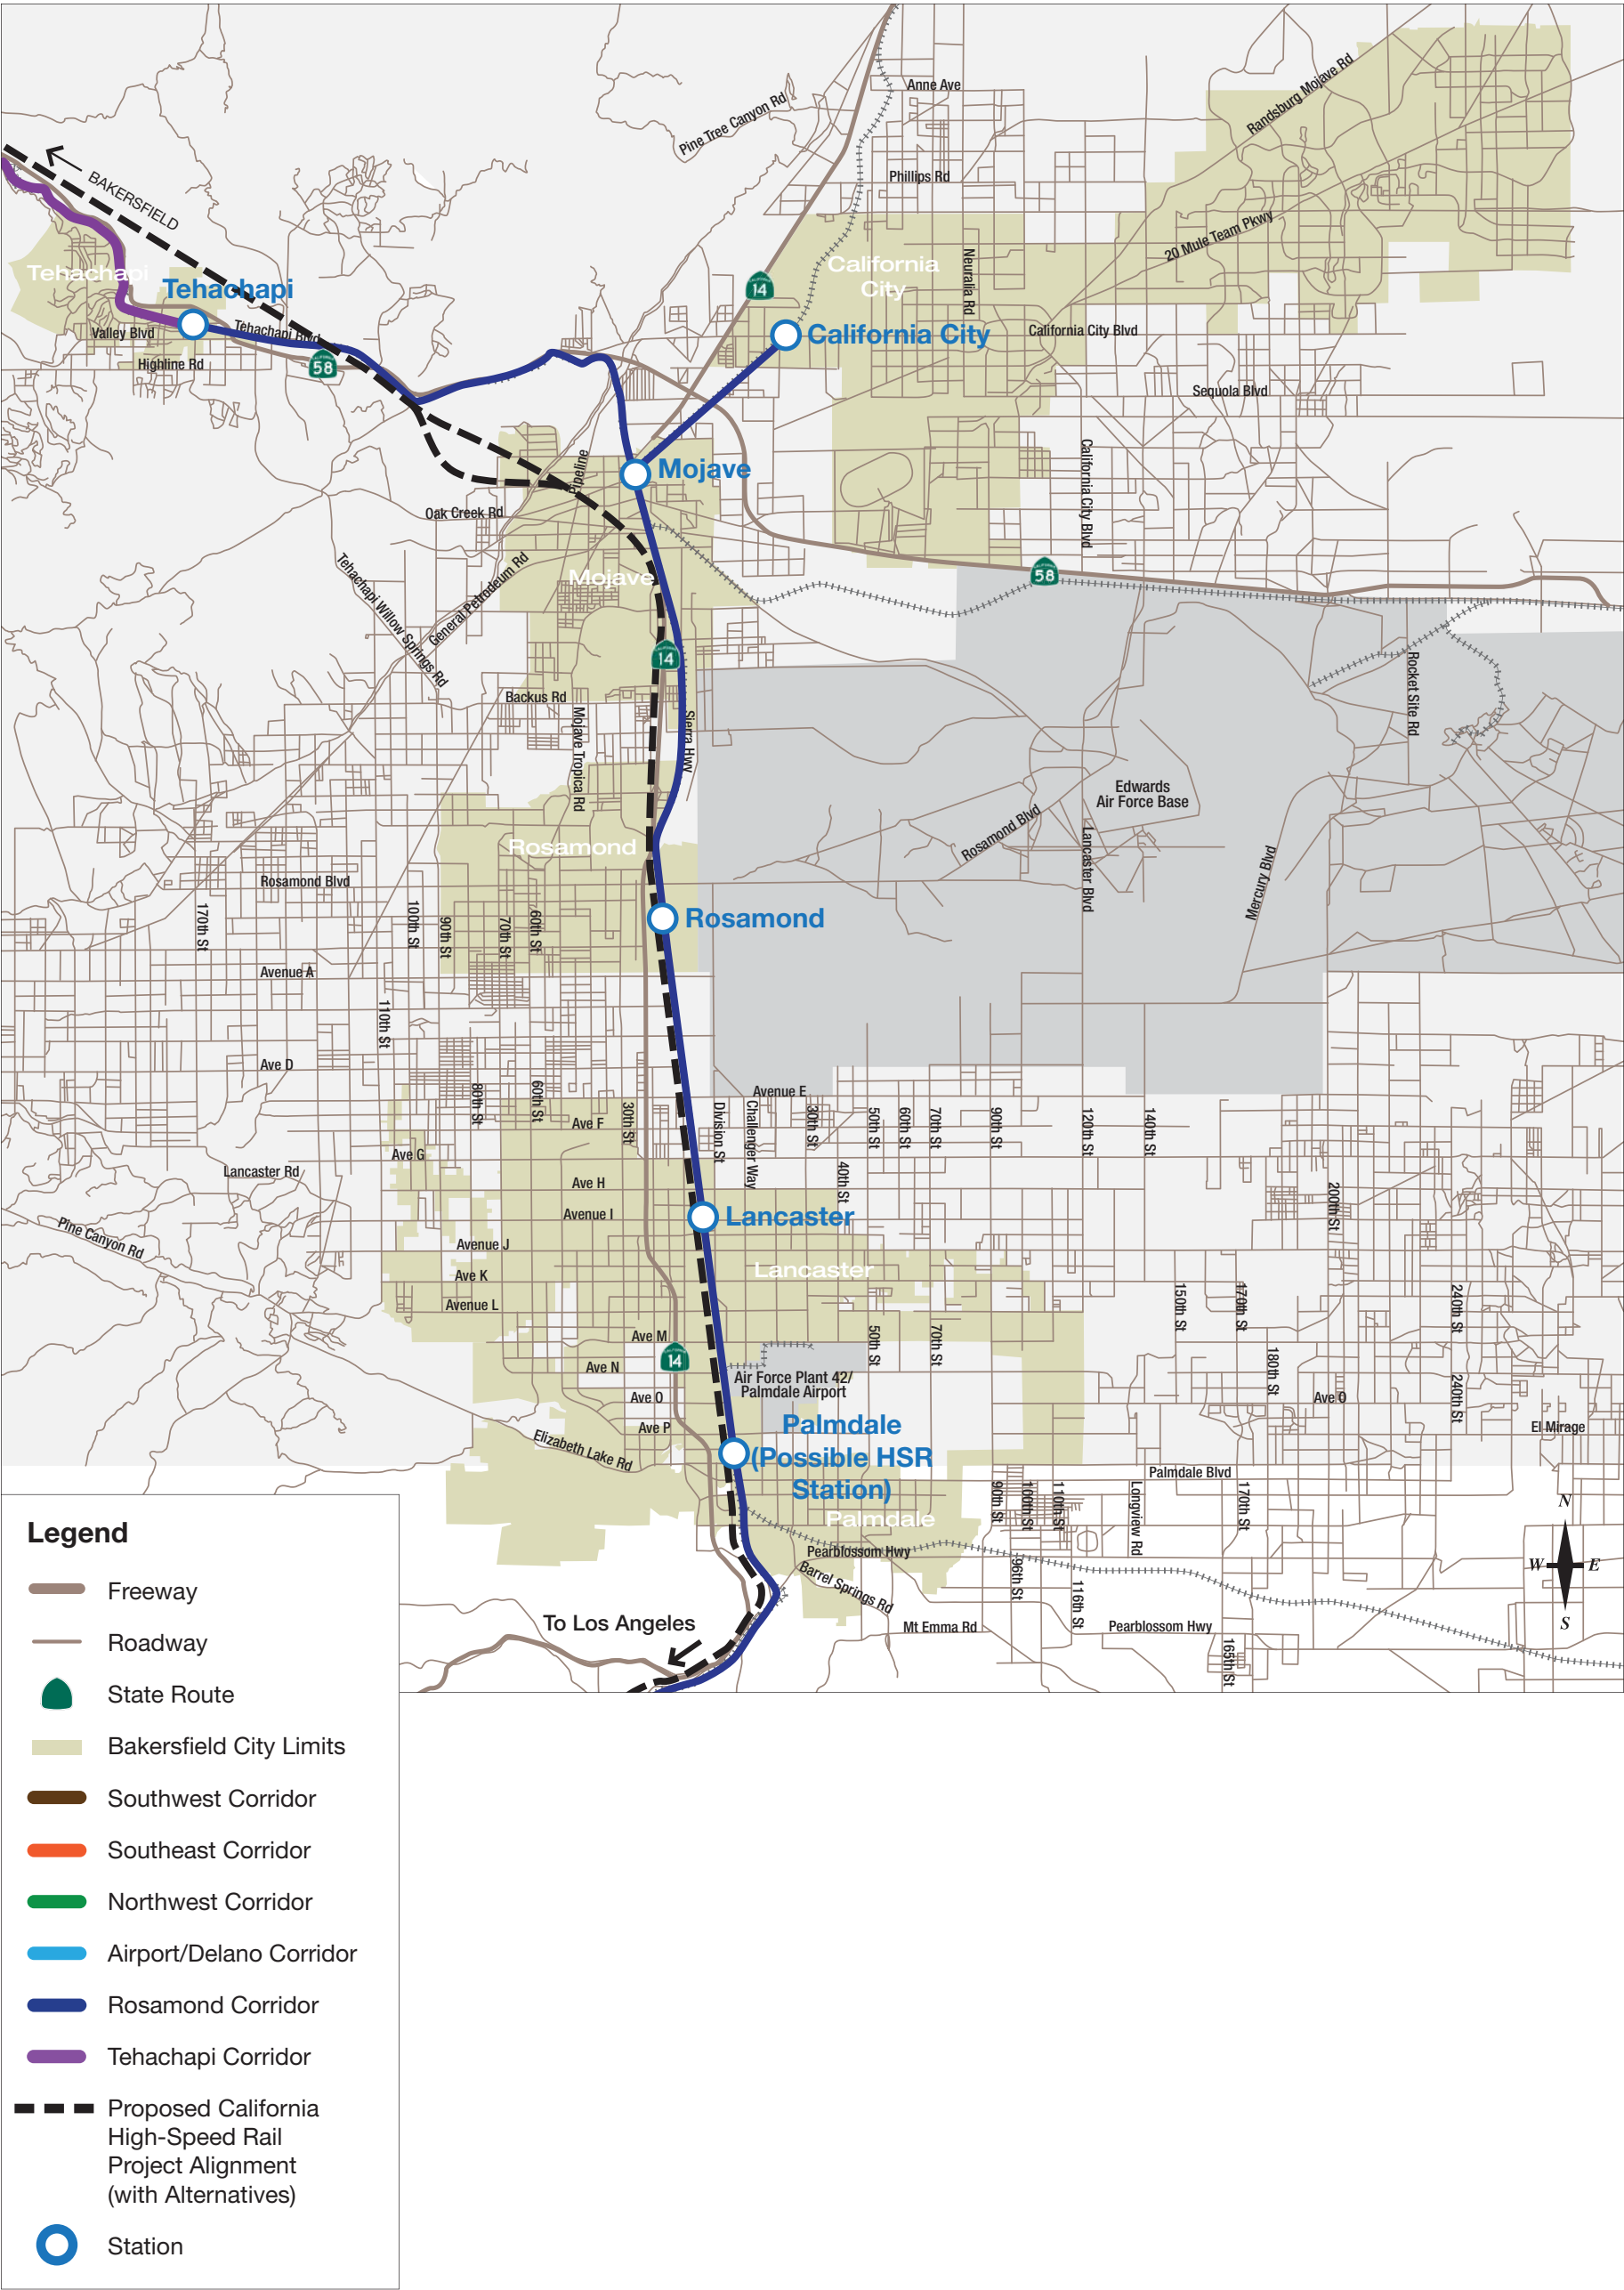 Anne Ave
Randsburg Mojave Rd
Pine Tree Canyon Rd
Phillips Rd
BAKERSFIELD
20 Mule Team Pkwy
Tehachapi
California
City
Neuralia Rd
Tehachapi
CALIFORNIA
14
Valley Blvd
Tehachapi Blvd
California City
California City Blvd
Highline Rd
CALIFORNIA
58
Sequola Blvd
Mojave
Pipeline
California City Blvd
Oak Creek Rd
Tehachapi Willow Springs Rd
General Petroleum Rd
Mojave
CALIFORNIA
58
CALIFORNIA
14
Rocket Site Rd
Backus Rd
Mojave Tropica Rd
Sierra Hwy
Edwards
Air Force Base
Rosamond Blvd
Lancaster Blvd
Mercury Blvd
Rosamond
Rosamond Blvd
170th St
100th St
90th St
70th St
60th St
Rosamond
Avenue A
110th St
Ave D
80th St
60th St
30th St
Avenue E
Ave F
Division St
Challenger Way
30th St
50th St
60th St
70th St
90th St
120th St
140th St
Ave G
Lancaster Rd
40th St
Ave H
200th St
Avenue I
Lancaster
Pine Canyon Rd
Avenue J
Lancaster
Ave K
Avenue L
150th St
170th St
240th St
Ave M
50th St
70th St
CALIFORNIA
14
Ave N
180th St
Air Force Plant 42/
Palmdale Airport
Ave O
Ave O
240th St
Ave P
Palmdale
(Possible HSR
Station)
El Mirage
Elizabeth Lake Rd
Palmdale Blvd
90th St
100th St
110th St
Longview Rd
170th St
Palmdale
Pearblossom Hwy
Barrel Springs Rd
96th St
116th St
N
W
E
S
To Los Angeles
Mt Emma Rd
Pearblossom Hwy
165th St
Legend
Freeway
Roadway
State Route
Bakersfield City Limits
Southwest Corridor
Southeast Corridor
Northwest Corridor
Airport/Delano Corridor
Rosamond Corridor
Tehachapi Corridor
Proposed California
High-Speed Rail
Project Alignment
(with Alternatives)
Station